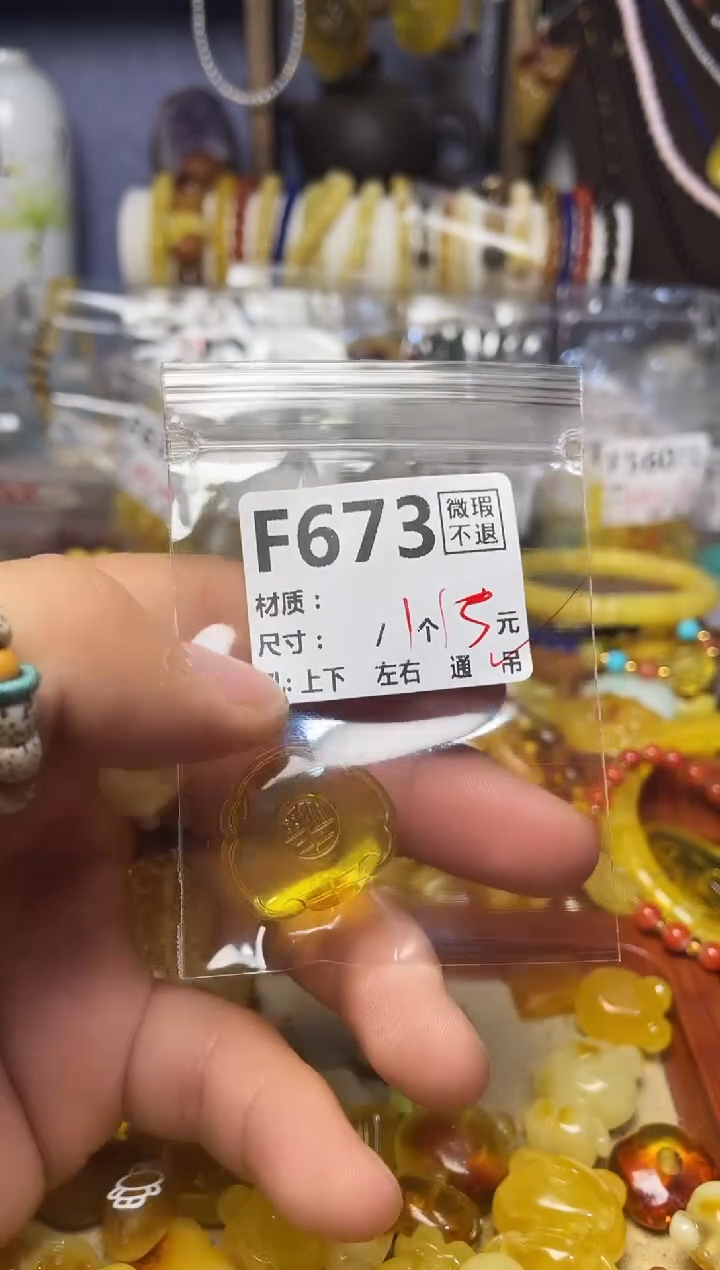 F673 微瑕
不退
材质：
尺寸： / 1个15元
孔：上下 左右 通 吊